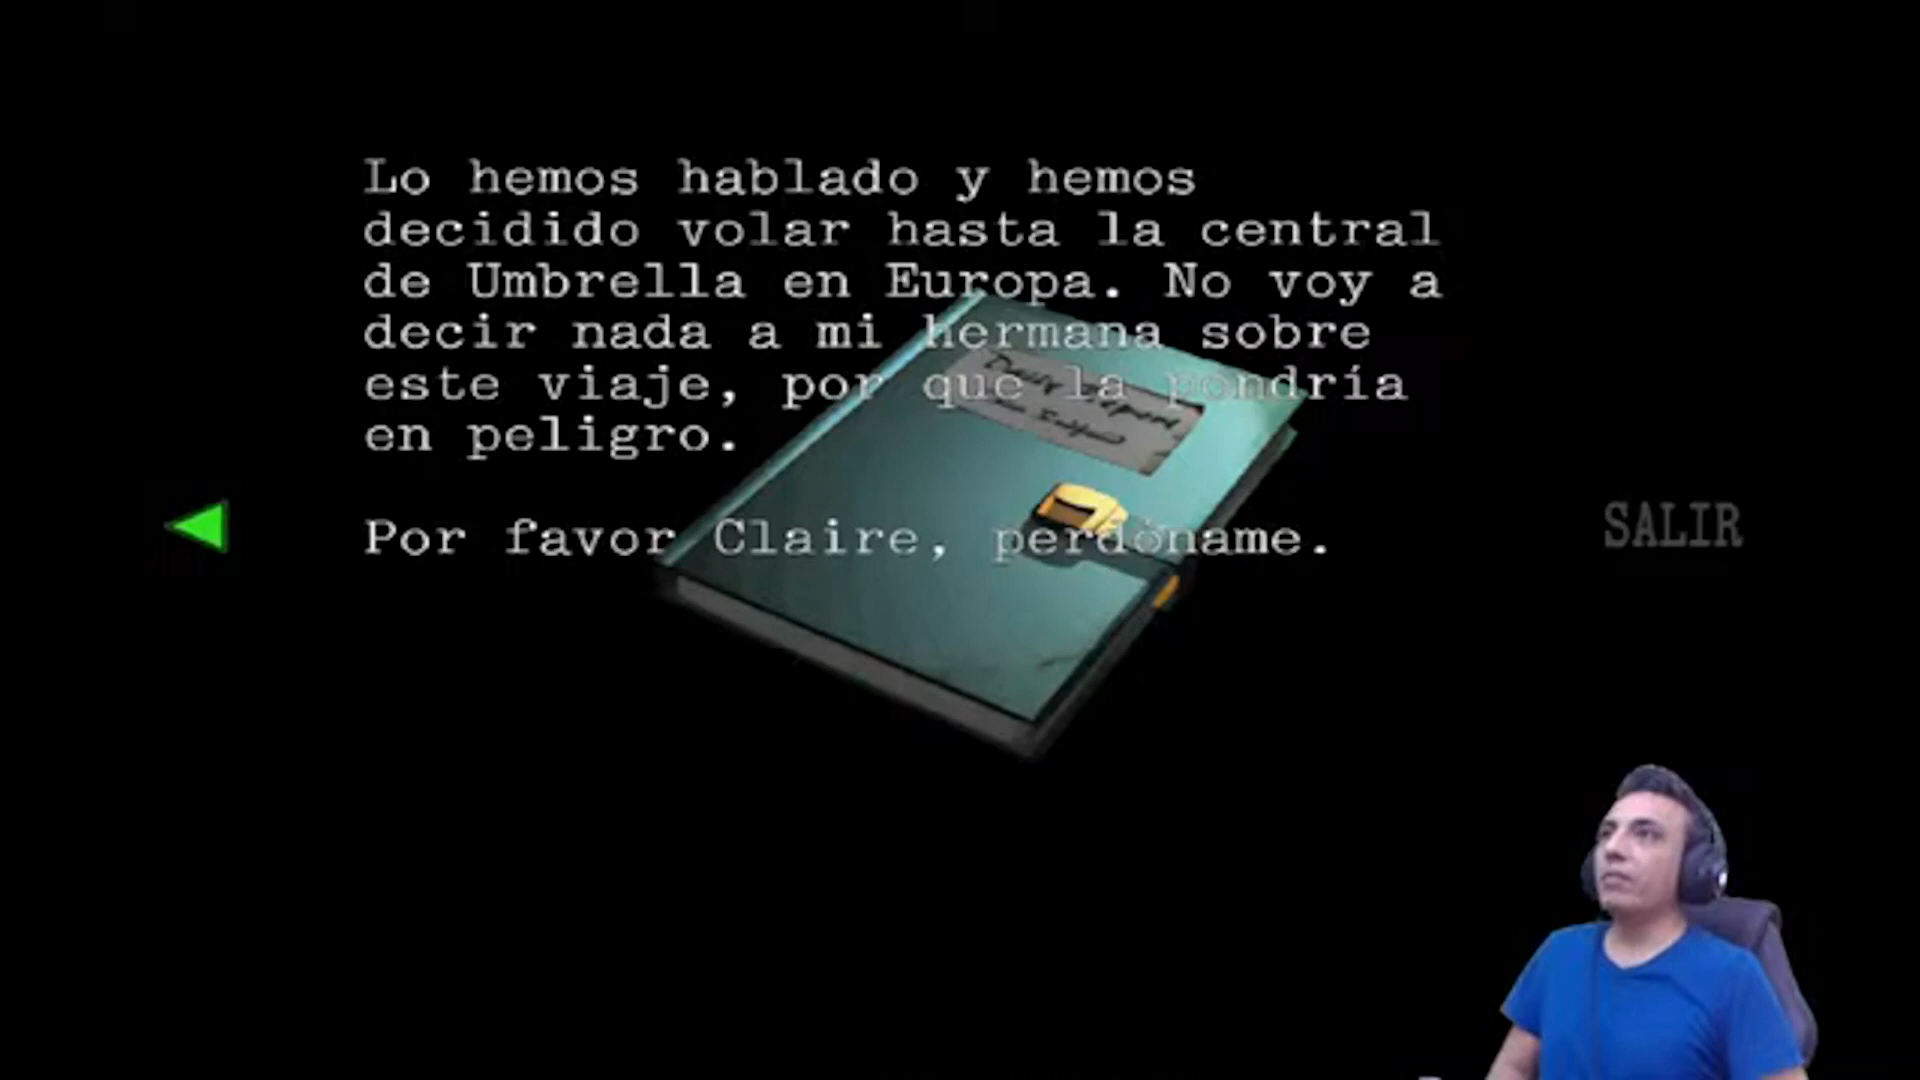 Lo hemos hablado y hemos
decidido volar hasta la central
de Umbrella en Europa. No voy a
decir nada a mi hermana sobre
este viaje, por que la pondría
en peligro.
Por favor Claire, perdóname.
SALIR